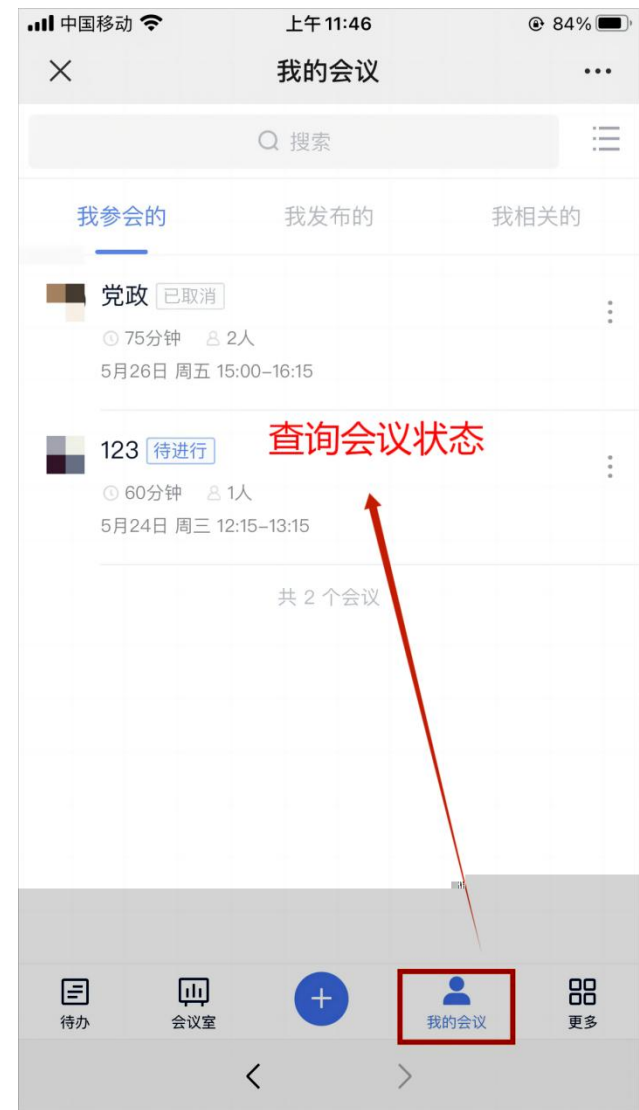 中国移动 上午 11:46 84%
我的会议
搜索
我参会的 我发布的 我相关的
党政 已取消
75分钟 2人
5月26日 周五 15:00–16:15
123 待进行 查询会议状态
60分钟 1人
5月24日 周三 12:15–13:15
共 2 个会议
待办 会议室 我的会议 更多